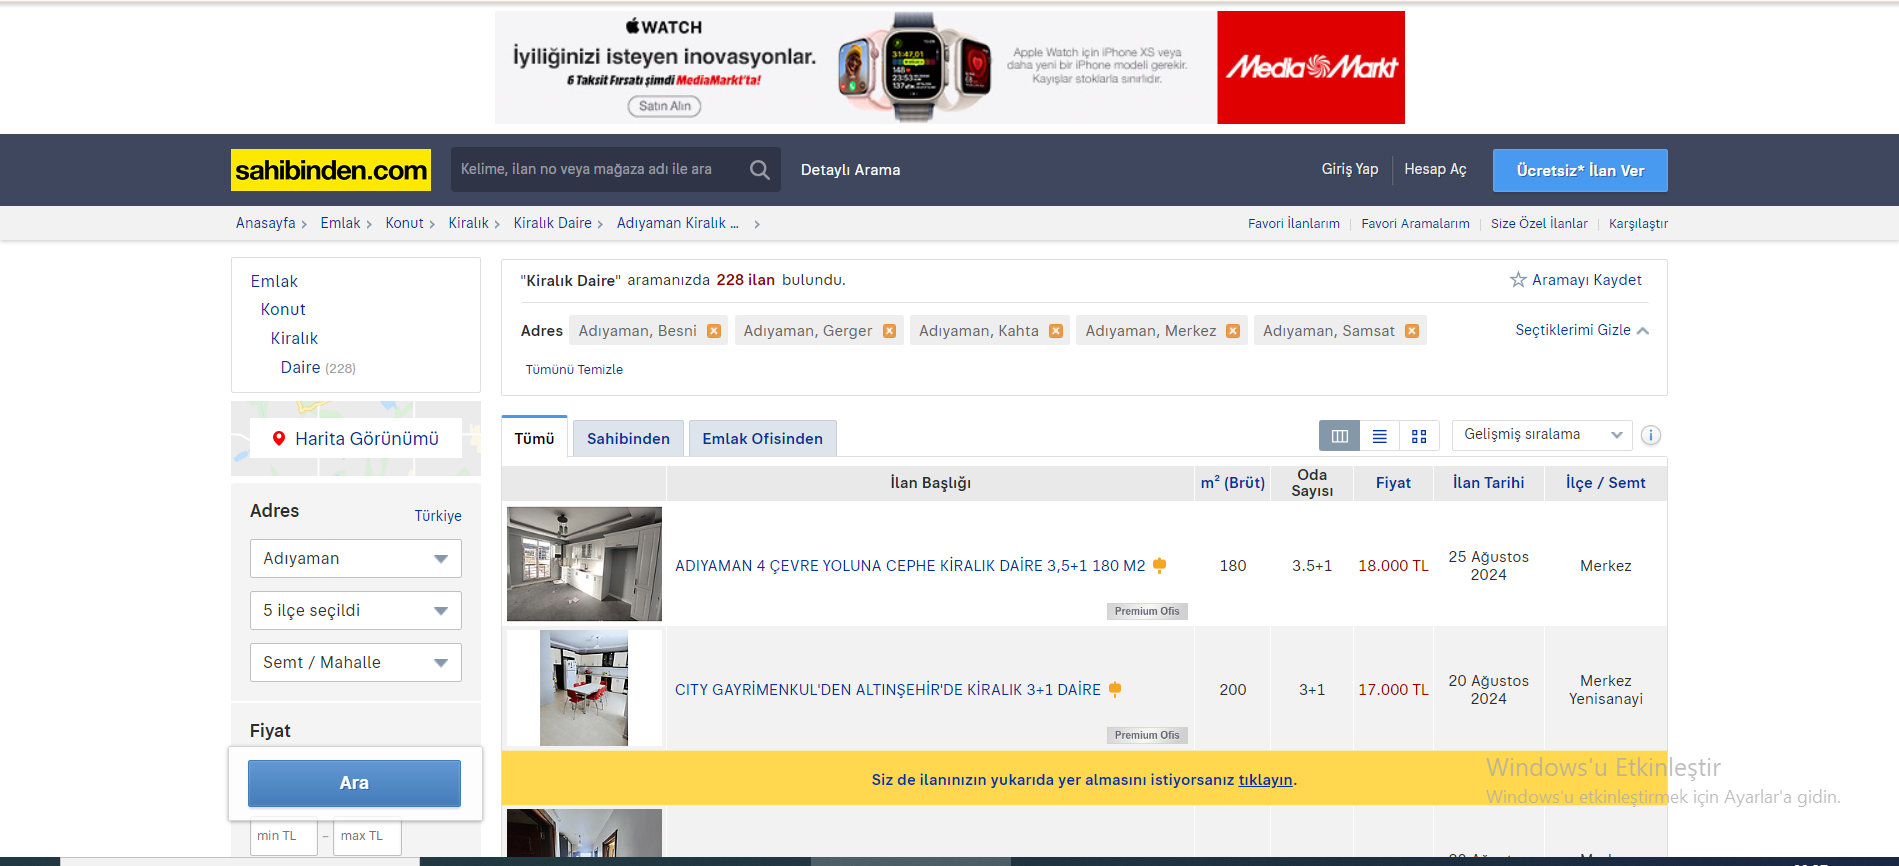 WATCH
İyiliğinizi isteyen inovasyonlar.
6 Taksit Fırsatı şimdi MediaMarkt'ta!
Satın Alın
Apple Watch için iPhone XS veya
daha yeni bir iPhone modeli gerekir.
Kayışlar stoklarla sınırlıdır.
MediaMarkt
sahibinden.com
Kelime, ilan no veya mağaza adı ile ara
Detaylı Arama
Giriş Yap
Hesap Aç
Ücretsiz* İlan Ver
Anasayfa > Emlak > Konut > Kiralık > Kiralık Daire > Adıyaman Kiralık ... >
Favori İlanlarım | Favori Aramalarım | Size Özel İlanlar | Karşılaştır
Emlak
Konut
Kiralık
Daire (228)
Harita Görünümü
Adres
Türkiye
Adıyaman
5 ilçe seçildi
Semt / Mahalle
Fiyat
Ara
min TL – max TL
"Kiralık Daire" aramanızda 228 ilan bulundu.
Aramayı Kaydet
Adres Adıyaman, Besni Adıyaman, Gerger Adıyaman, Kahta Adıyaman, Merkez Adıyaman, Samsat
Seçtiklerimi Gizle
Tümünü Temizle
Tümü Sahibinden Emlak Ofisinden
Gelişmiş sıralama
İlan Başlığı m² (Brüt) Oda Sayısı Fiyat İlan Tarihi İlçe / Semt
ADIYAMAN 4 ÇEVRE YOLUNA CEPHE KİRALIK DAİRE 3,5+1 180 M2
Premium Ofis
180 3.5+1 18.000 TL 25 Ağustos 2024 Merkez
CITY GAYRİMENKUL'DEN ALTINŞEHİR'DE KİRALIK 3+1 DAİRE
Premium Ofis
200 3+1 17.000 TL 20 Ağustos 2024 Merkez Yenisanayi
Siz de ilanınızın yukarıda yer almasını istiyorsanız tıklayın.
Windows'u Etkinleştir
Windows'u etkinleştirmek için Ayarlar'a gidin.